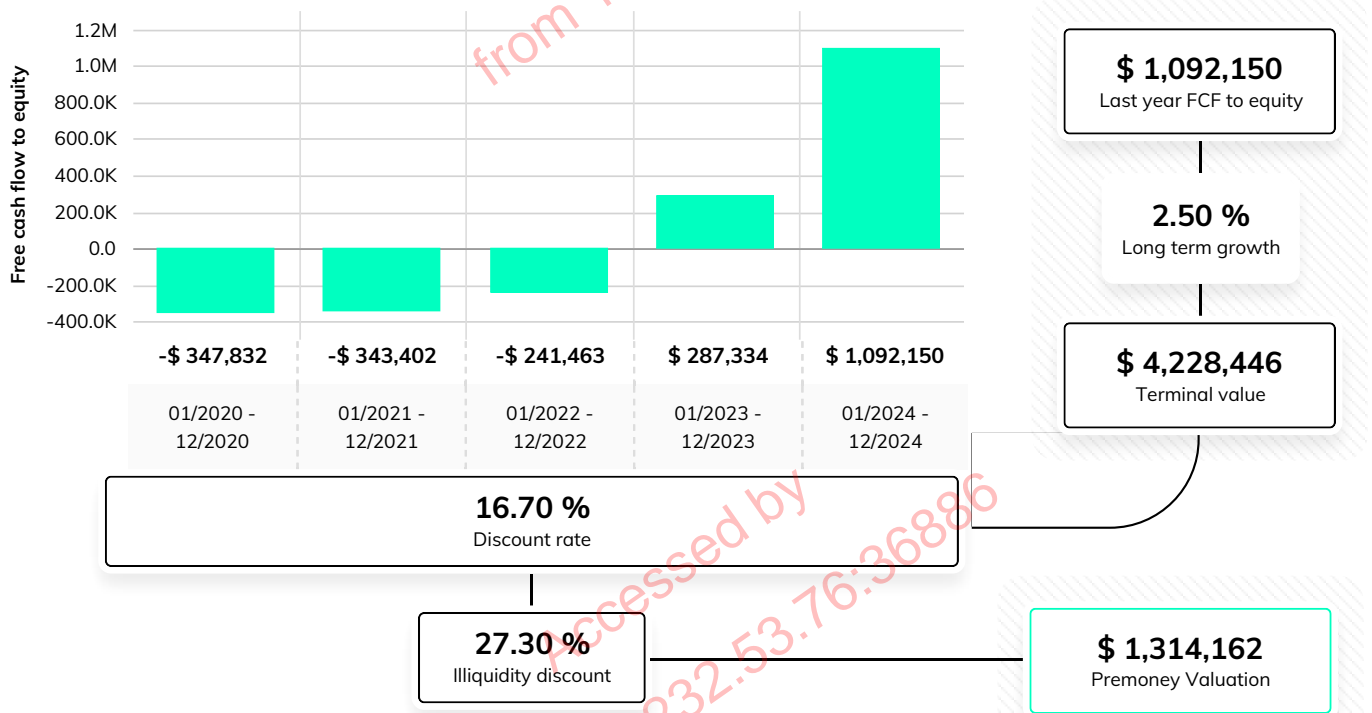 from
Free cash flow to equity
1.2M
1.0M
800.0K
600.0K
400.0K
200.0K
0.0
-200.0K
-400.0K
-$ 347,832
-$ 343,402
-$ 241,463
$ 287,334
$ 1,092,150
01/2020 -
12/2020
01/2021 -
12/2021
01/2022 -
12/2022
01/2023 -
12/2023
01/2024 -
12/2024
16.70 %
Discount rate
27.30 %
Illiquidity discount
$ 1,092,150
Last year FCF to equity
2.50 %
Long term growth
$ 4,228,446
Terminal value
$ 1,314,162
Premoney Valuation
Accessed by
832.53.76:36886